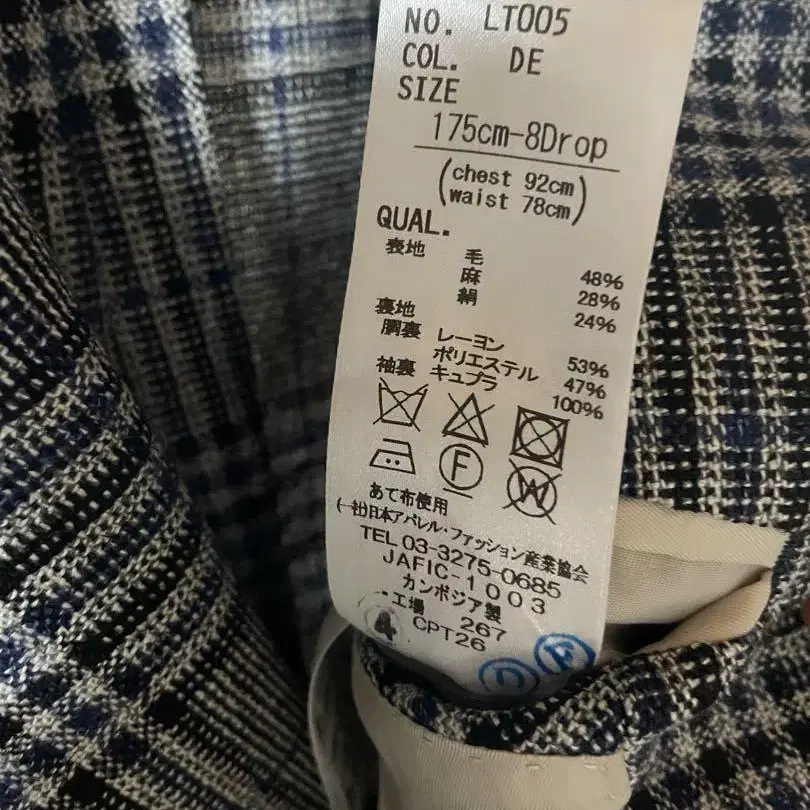 NO. LT005
COL. DE
SIZE
175cm-8Drop
(chest 92cm
waist 78cm)
QUAL.
表地 毛 48%
麻 28%
絹 24%
裏地
胴裏 レーヨン 53%
ポリエステル 47%
袖裏 キュプラ 100%
F
W
あて布使用
(一社)日本アパレル・ファッション産業協会
TEL 03-3275-0685
JAFIC-1003
カンボジア製
工場 267
4 CPT26